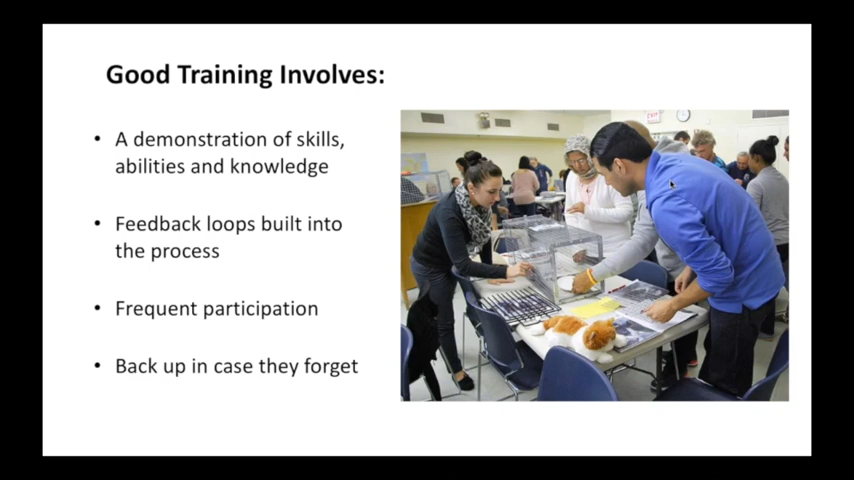 Good Training Involves:
• A demonstration of skills,
abilities and knowledge
• Feedback loops built into
the process
• Frequent participation
• Back up in case they forget